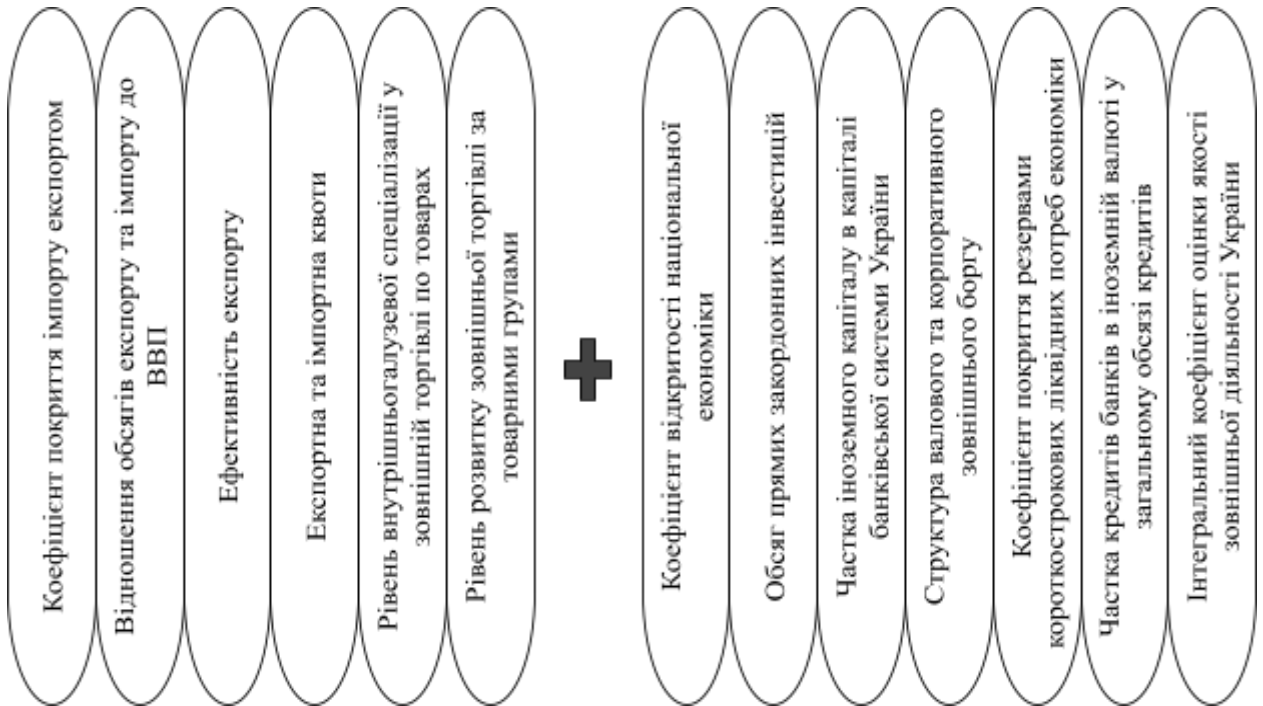 Коефіцієнт покриття імпорту експортом
Відношення обсягів експорту та імпорту до
ВВП
Ефективність експорту
Експортна та імпортна квоти
Рівень внутрішньогалузевої спеціалізації у
зовнішній торгівлі по товарах
Рівень розвитку зовнішньої торгівлі за
товарними групами
Коефіцієнт відкритості національної
економіки
Обсяг прямих закордонних інвестицій
Частка іноземного капіталу в капіталі
банківської системи України
Структура валового та корпоративного
зовнішнього боргу
Коефіцієнт покриття резервами
короткострокових ліквідних потреб економіки
Частка кредитів банків в іноземній валюті у
загальному обсязі кредитів
Інтегральний коефіцієнт оцінки якості
зовнішньої діяльності України